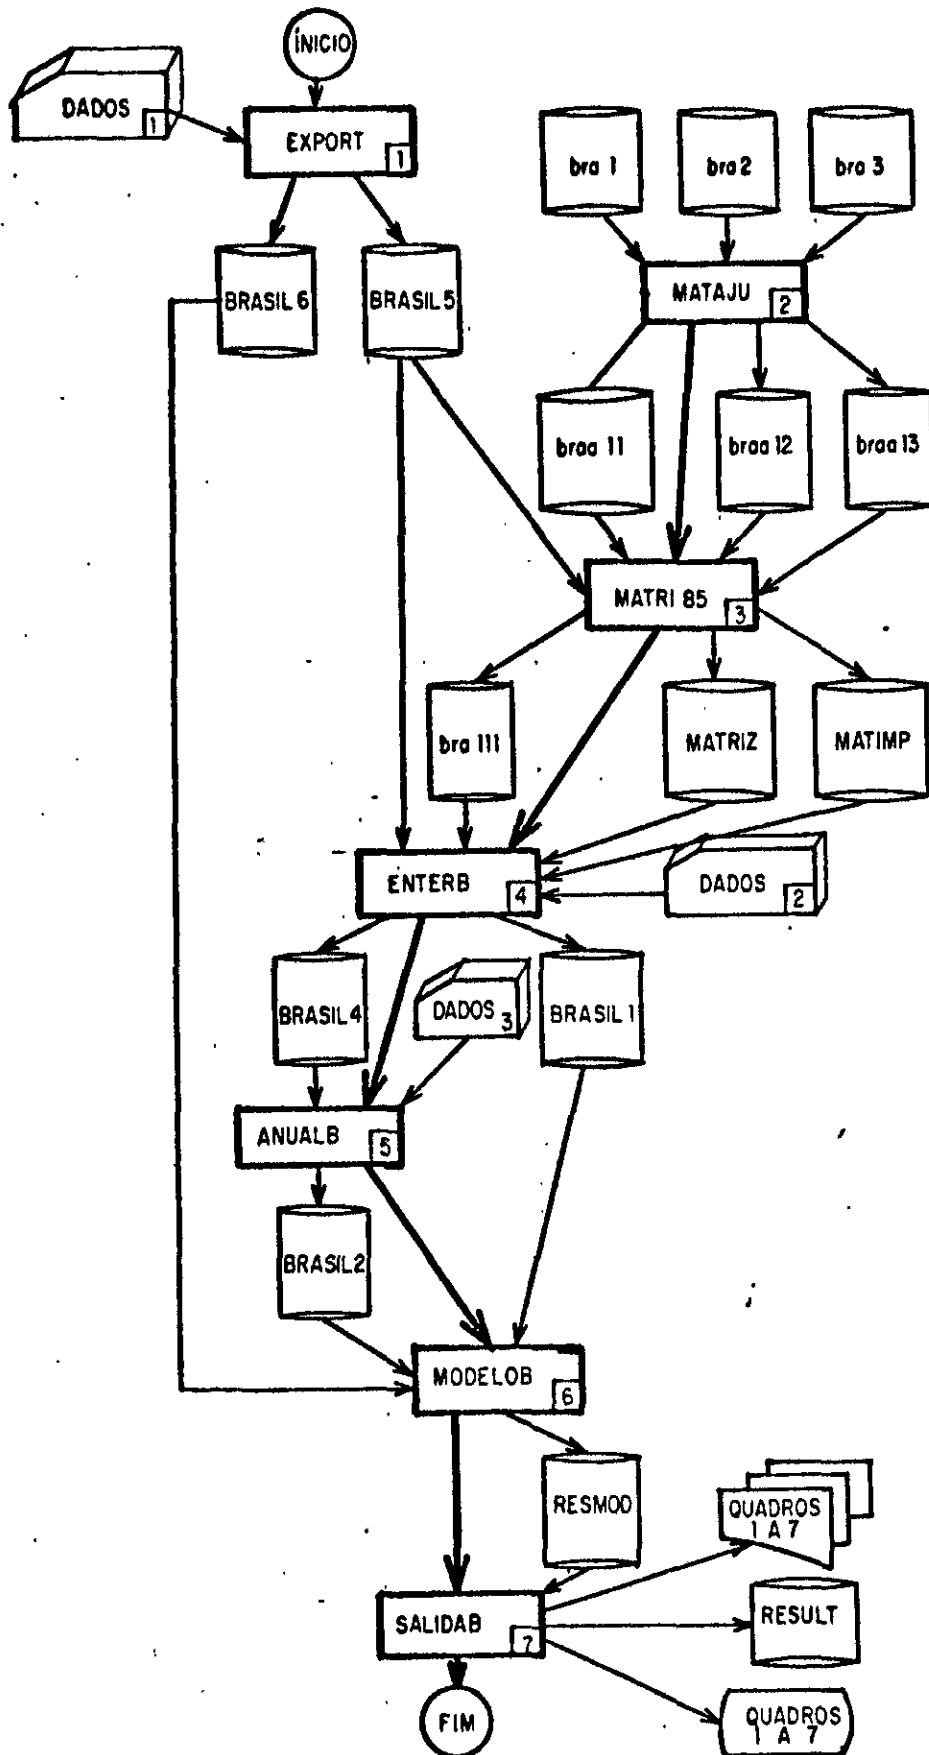 ÍNICIO
DADOS
1
EXPORT
1
bra 1
bra 2
bra 3
BRASIL 6
BRASIL 5
MATAJU
2
braa 11
braa 12
braa 13
MATRI 85
3
bra 111
MATRIZ
MATIMP
ENTERB
4
DADOS
2
BRASIL 4
DADOS
3
BRASIL 1
ANUALB
5
BRASIL 2
MODELOB
6
RESMOD
QUADROS
1 A 7
SALIDAB
7
RESULT
FIM
QUADROS
1 A 7